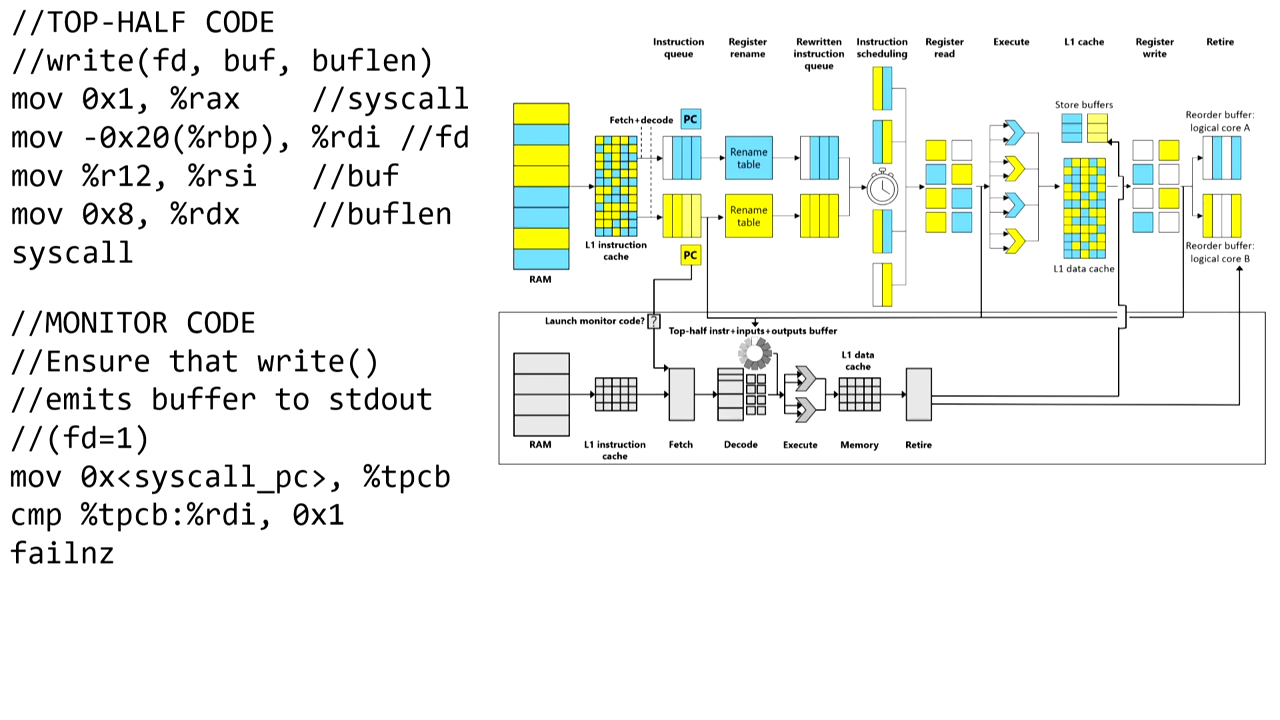 //TOP-HALF CODE
//write(fd, buf, buflen)
mov 0x1, %rax //syscall
mov -0x20(%rbp), %rdi //fd
mov %r12, %rsi //buf
mov 0x8, %rdx //buflen
syscall
//MONITOR CODE
//Ensure that write()
//emits buffer to stdout
//(fd=1)
mov 0x<syscall_pc>, %tpcb
cmp %tpcb:%rdi, 0x1
failnz
Instruction
queue
Register
rename
Rewritten
instruction
queue
Instruction
scheduling
Register
read
Execute
L1 cache
Register
write
Retire
Fetch+decode
PC
Store buffers
Reorder buffer:
logical core A
Rename
table
Rename
table
L1 instruction
cache
PC
RAM
L1 data cache
Reorder buffer:
logical core B
Launch monitor code?
?
Top-half instr+inputs+outputs buffer
L1 data
cache
RAM
L1 instruction
cache
Fetch
Decode
Execute
Memory
Retire